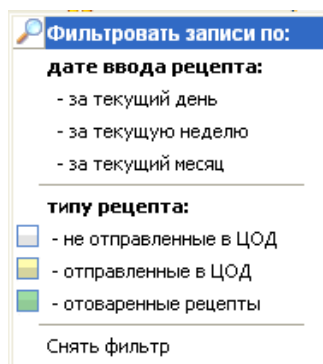 Фильтровать записи по:
дате ввода рецепта:
- за текущий день
- за текущую неделю
- за текущий месяц
типу рецепта:
- не отправленные в ЦОД
- отправленные в ЦОД
- отоваренные рецепты
Снять фильтр